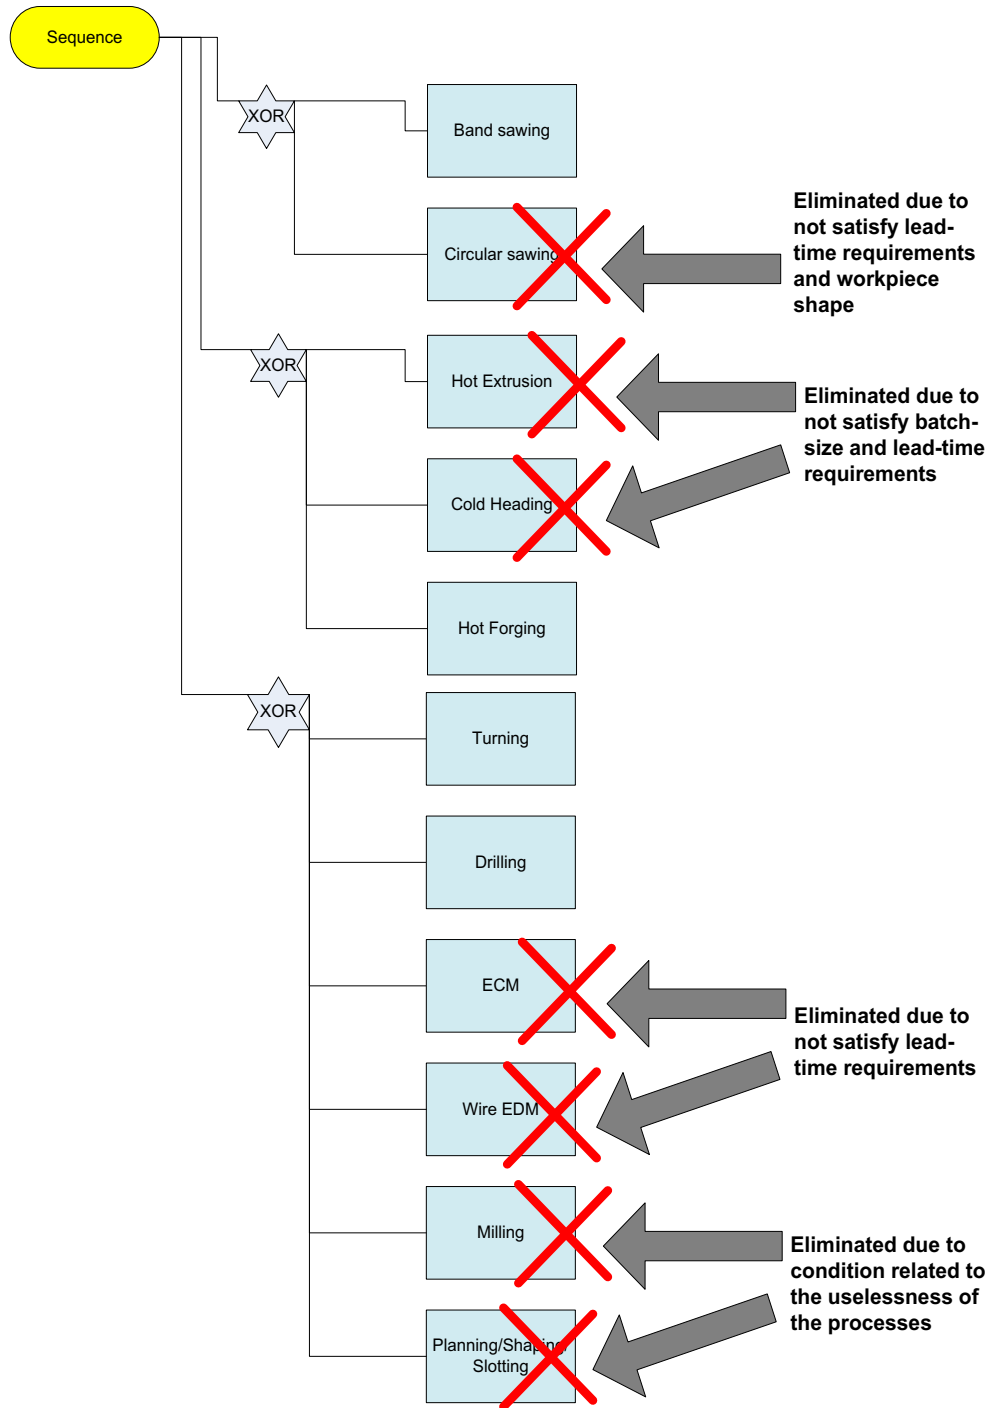 Sequence
XOR
Band sawing
Circular sawing
Eliminated due to
not satisfy lead-
time requirements
and workpiece
shape
XOR
Hot Extrusion
Cold Heading
Eliminated due to
not satisfy batch-
size and lead-time
requirements
Hot Forging
XOR
Turning
Drilling
ECM
Wire EDM
Eliminated due to
not satisfy lead-
time requirements
Milling
Planning/Shaping/
Slotting
Eliminated due to
condition related to
the uselessness of
the processes